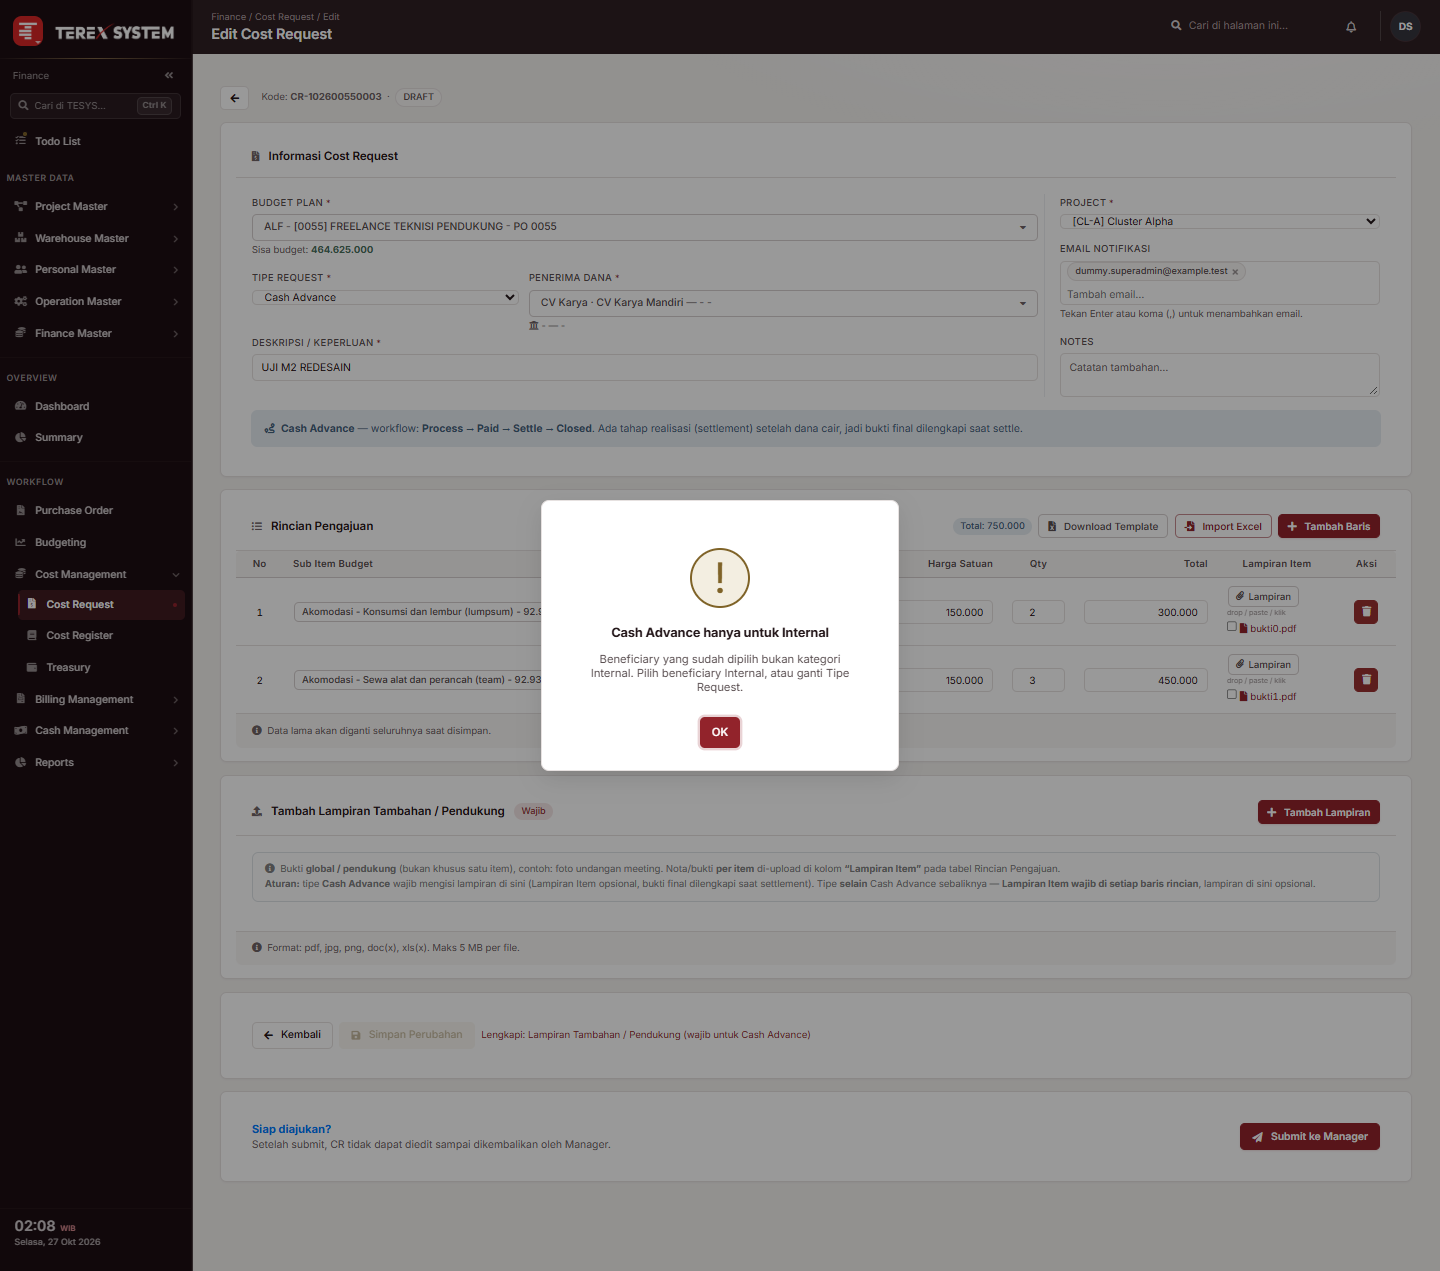 TEREX SYSTEM
Finance / Cost Request / Edit
Edit Cost Request
Cari di halaman ini...
DS
Finance
Cari di TESYS...
Ctrl K
Todo List
MASTER DATA
Project Master
Warehouse Master
Personal Master
Operation Master
Finance Master
OVERVIEW
Dashboard
Summary
WORKFLOW
Purchase Order
Budgeting
Cost Management
Cost Request
Cost Register
Treasury
Billing Management
Cash Management
Reports
02:08 WIB
Selasa, 27 Okt 2026
Kode: CR-102600550003 · DRAFT
Informasi Cost Request
BUDGET PLAN *
ALF - [0055] FREELANCE TEKNISI PENDUKUNG - PO 0055
Sisa budget: 464.625.000
TIPE REQUEST *
Cash Advance
PENERIMA DANA *
CV Karya · CV Karya Mandiri — - -
- — -
DESKRIPSI / KEPERLUAN *
UJI M2 REDESAIN
PROJECT *
[CL-A] Cluster Alpha
EMAIL NOTIFIKASI
dummy.superadmin@example.test ×
Tambah email...
Tekan Enter atau koma (,) untuk menambahkan email.
NOTES
Catatan tambahan...
Cash Advance — workflow: Process → Paid → Settle → Closed. Ada tahap realisasi (settlement) setelah dana cair, jadi bukti final dilengkapi saat settle.
Rincian Pengajuan
Total: 750.000
Download Template
Import Excel
Tambah Baris
No Sub Item Budget Harga Satuan Qty Total Lampiran Item Aksi
1 Akomodasi - Konsumsi dan lembur (lumpsum) - 92.9 150.000 2 300.000
Lampiran
drop / paste / klik
bukti0.pdf
2 Akomodasi - Sewa alat dan perancah (team) - 92.93 150.000 3 450.000
Lampiran
drop / paste / klik
bukti1.pdf
Data lama akan diganti seluruhnya saat disimpan.
Cash Advance hanya untuk Internal
Beneficiary yang sudah dipilih bukan kategori
Internal. Pilih beneficiary Internal, atau ganti Tipe
Request.
OK
Tambah Lampiran Tambahan / Pendukung Wajib
Tambah Lampiran
Bukti global / pendukung (bukan khusus satu item), contoh: foto undangan meeting. Nota/bukti per item di-upload di kolom “Lampiran Item” pada tabel Rincian Pengajuan.
Aturan: tipe Cash Advance wajib mengisi lampiran di sini (Lampiran Item opsional, bukti final dilengkapi saat settlement). Tipe selain Cash Advance sebaliknya — Lampiran Item wajib di setiap baris rincian, lampiran di sini opsional.
Format: pdf, jpg, png, doc(x), xls(x). Maks 5 MB per file.
Kembali
Simpan Perubahan
Lengkapi: Lampiran Tambahan / Pendukung (wajib untuk Cash Advance)
Siap diajukan?
Setelah submit, CR tidak dapat diedit sampai dikembalikan oleh Manager.
Submit ke Manager